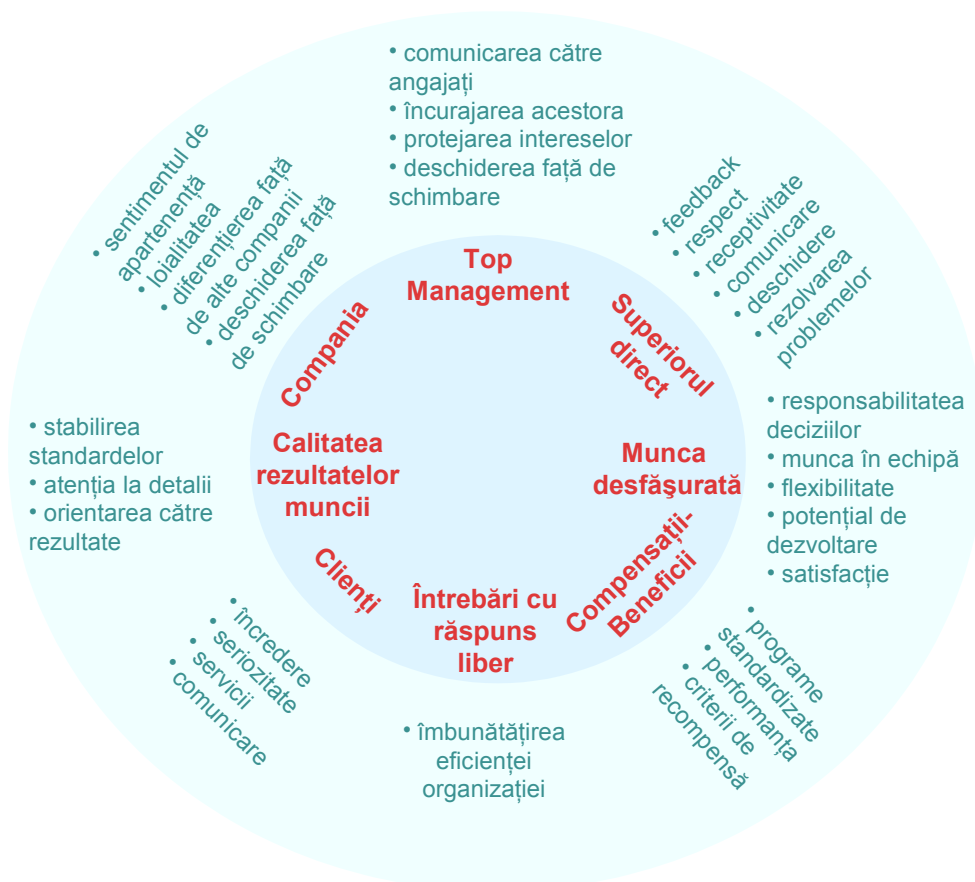 • comunicarea către
angajați
• încurajarea acestora
• protejarea intereselor
• deschiderea față de
schimbare
• sentimentul de
apartenență
• loialitatea
• diferențierea față
de alte companii
• deschiderea față
de schimbare
• feedback
• respect
• receptivitate
• comunicare
• deschidere
• rezolvarea
problemelor
Top
Management
Compania
Superiorul
direct
• stabilirea
standardelor
• atenția la detalii
• orientarea către
rezultate
Calitatea
rezultatelor
muncii
Munca
desfăşurată
• responsabilitatea
deciziilor
• munca în echipă
• flexibilitate
• potențial de
dezvoltare
• satisfacție
Clienți
Întrebări cu
răspuns
liber
Compensații-
Beneficii
• încredere
• seriozitate
• servicii
• comunicare
• îmbunătățirea
eficienței
organizației
• programe
standardizate
• performanța
• criterii de
recompensă